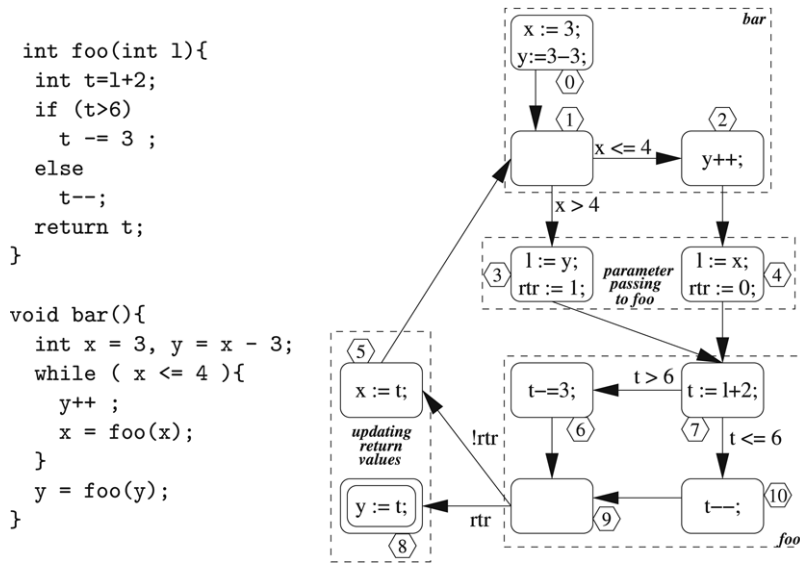 int foo(int l){
int t=l+2;
if (t>6)
t -= 3 ;
else
t--;
return t;
}
void bar(){
int x = 3, y = x - 3;
while ( x <= 4 ){
y++ ;
x = foo(x);
}
y = foo(y);
}
bar
x := 3;
y:=3−3;
0
1
2
x <= 4
y++;
x > 4
3
l := y;
rtr := 1;
parameter
passing
to foo
l := x;
rtr := 0;
4
5
x := t;
updating
return
values
!rtr
t−=3;
6
t > 6
t := l+2;
7
t <= 6
y := t;
8
rtr
9
t−−;
10
foo